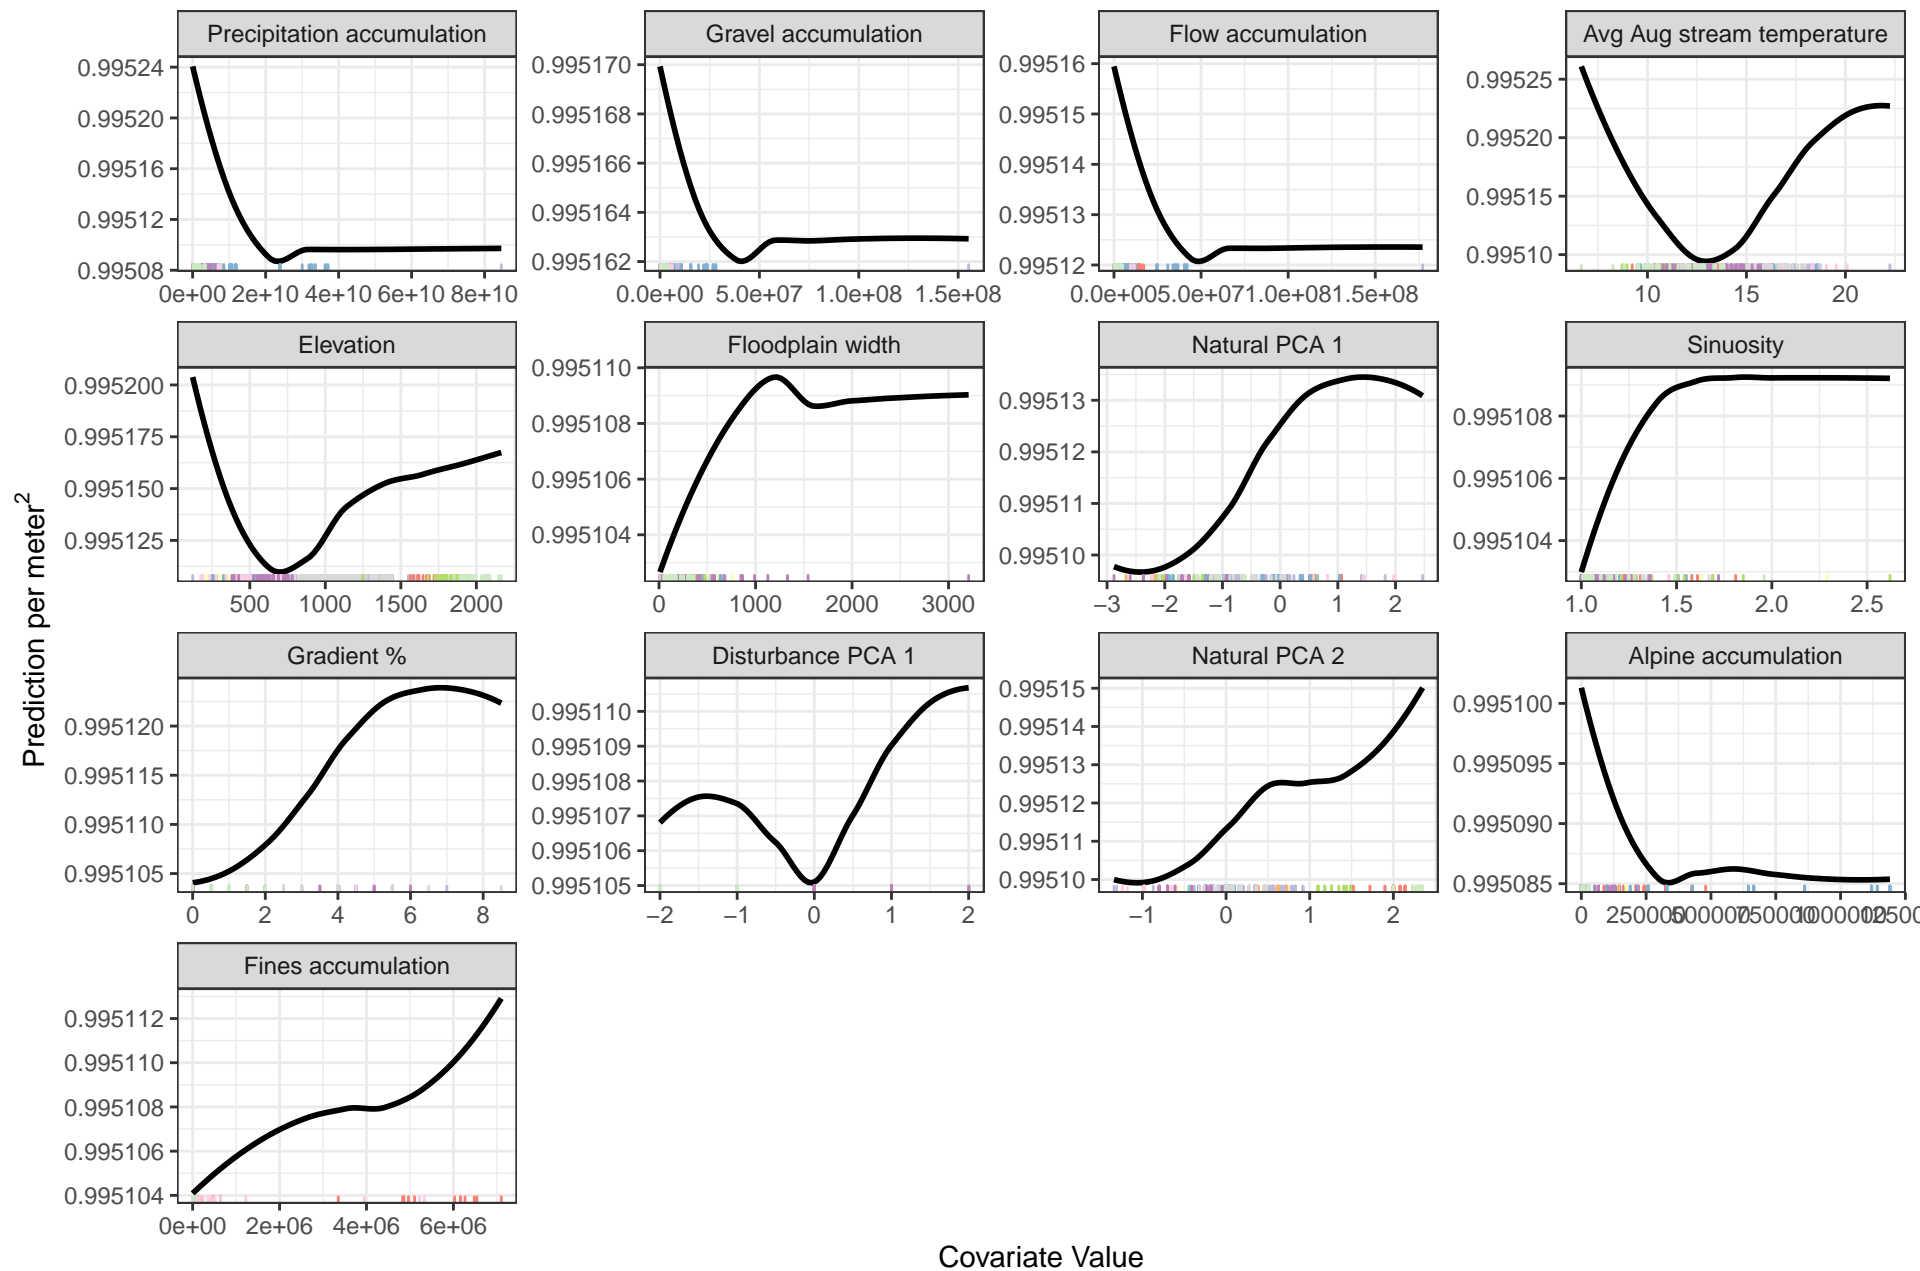 Precipitation accumulation
0.99524
0.99520
0.99516
0.99512
0.99508
0e+00 2e+10 4e+10 6e+10 8e+10
Gravel accumulation
0.995170
0.995168
0.995166
0.995164
0.995162
0.0e+00 5.0e+07 1.0e+08 1.5e+08
Flow accumulation
0.99516
0.99515
0.99514
0.99513
0.99512
0.0e+00 5.0e+07 1.0e+08 1.5e+08
Avg Aug stream temperature
0.99525
0.99520
0.99515
0.99510
10 15 20
Elevation
0.995200
0.995175
0.995150
0.995125
500 1000 1500 2000
Floodplain width
0.995110
0.995108
0.995106
0.995104
0 1000 2000 3000
Natural PCA 1
0.99513
0.99512
0.99511
0.99510
−3 −2 −1 0 1 2
Sinuosity
0.995108
0.995106
0.995104
1.0 1.5 2.0 2.5
Gradient %
0.995120
0.995115
0.995110
0.995105
0 2 4 6 8
Disturbance PCA 1
0.995110
0.995109
0.995108
0.995107
0.995106
0.995105
−2 −1 0 1 2
Natural PCA 2
0.99515
0.99514
0.99513
0.99512
0.99511
0.99510
−1 0 1 2
Alpine accumulation
0.995100
0.995095
0.995090
0.995085
0
Fines accumulation
0.995112
0.995110
0.995108
0.995106
0.995104
0e+00 2e+06 4e+06 6e+06
Prediction per meter²
Covariate Value